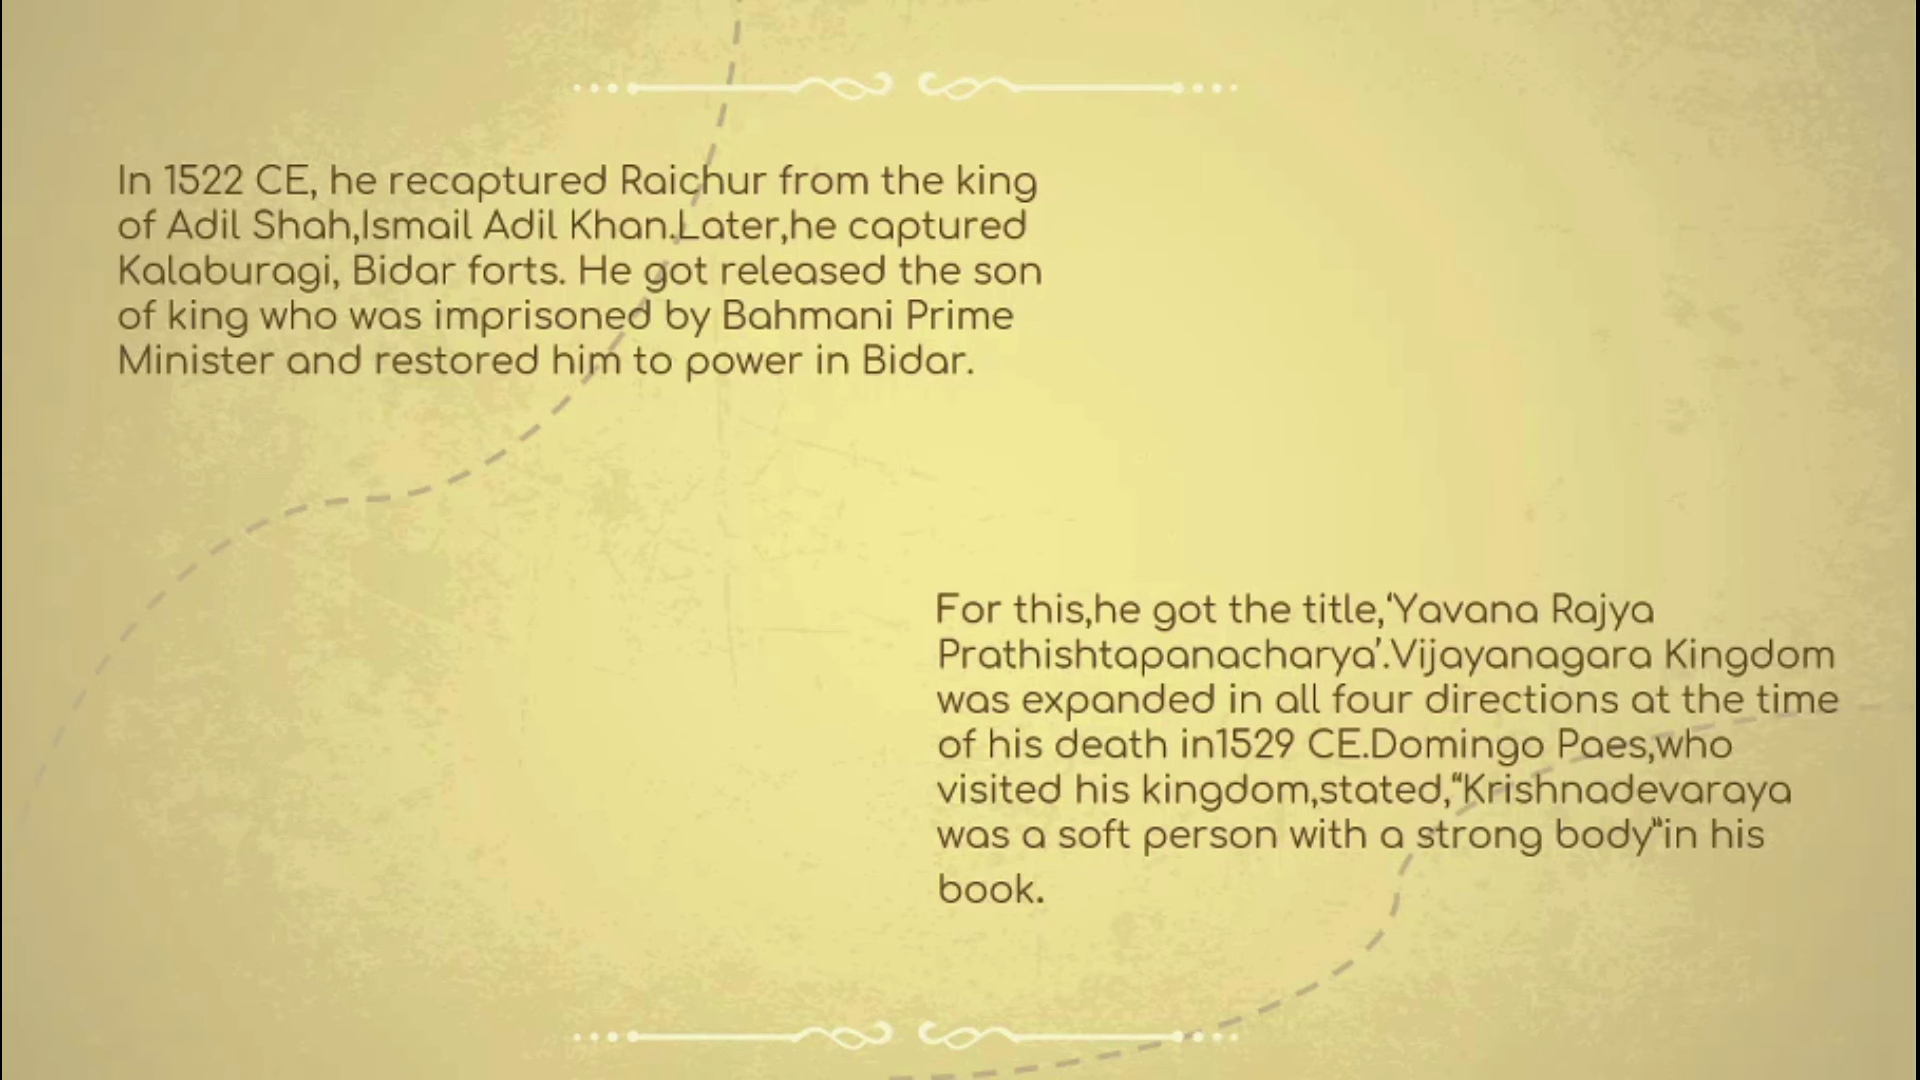 In 1522 CE, he recaptured Raichur from the king
of Adil Shah,Ismail Adil Khan.Later,he captured
Kalaburagi, Bidar forts. He got released the son
of king who was imprisoned by Bahmani Prime
Minister and restored him to power in Bidar.
For this,he got the title,‘Yavana Rajya
Prathishtapanacharya’.Vijayanagara Kingdom
was expanded in all four directions at the time
of his death in1529 CE.Domingo Paes,who
visited his kingdom,stated,“Krishnadevaraya
was a soft person with a strong body”in his
book.